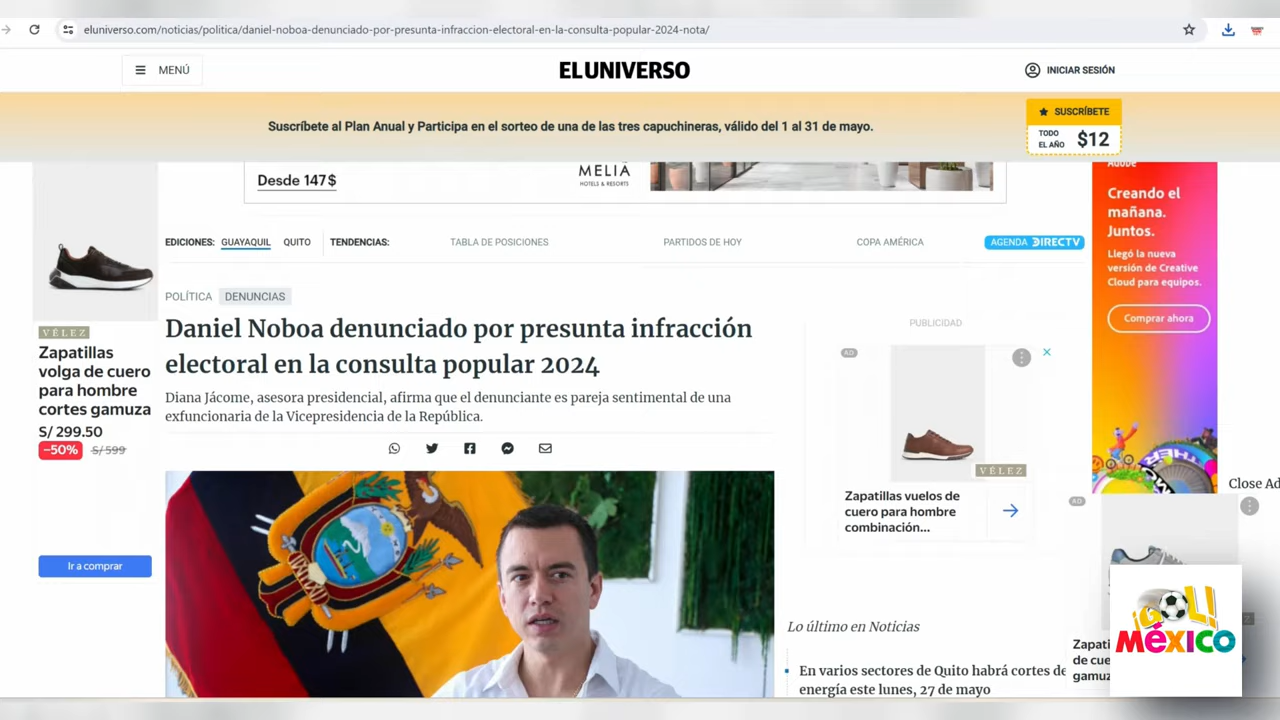 eluniverso.com/noticias/politica/daniel-noboa-denunciado-por-presunta-infraccion-electoral-en-la-consulta-popular-2024-nota/
MENÚ
EL UNIVERSO
INICIAR SESIÓN
Suscríbete al Plan Anual y Participa en el sorteo de una de las tres capuchineras, válido del 1 al 31 de mayo.
SUSCRÍBETE
TODO
EL AÑO
$12
Desde 147$
MELIÁ
HOTELS & RESORTS
Adobe
Creando el
mañana.
Juntos.
Llegó la nueva
versión de Creative
Cloud para equipos.
Comprar ahora
EDICIONES: GUAYAQUIL QUITO TENDENCIAS: TABLA DE POSICIONES PARTIDOS DE HOY COPA AMÉRICA AGENDA DIRECTV
POLÍTICA DENUNCIAS
Daniel Noboa denunciado por presunta infracción
electoral en la consulta popular 2024
Diana Jácome, asesora presidencial, afirma que el denunciante es pareja sentimental de una
exfuncionaria de la Vicepresidencia de la República.
VÉLEZ
Zapatillas
volga de cuero
para hombre
cortes gamuza
S/ 299.50
-50% S/ 599
Ir a comprar
PUBLICIDAD
AD
VÉLEZ
Zapatillas vuelos de
cuero para hombre
combinación...
Close Ad
AD
Lo último en Noticias
En varios sectores de Quito habrá cortes de
energía este lunes, 27 de mayo
Zapati
de cue
gamuz
¡GOL!
México